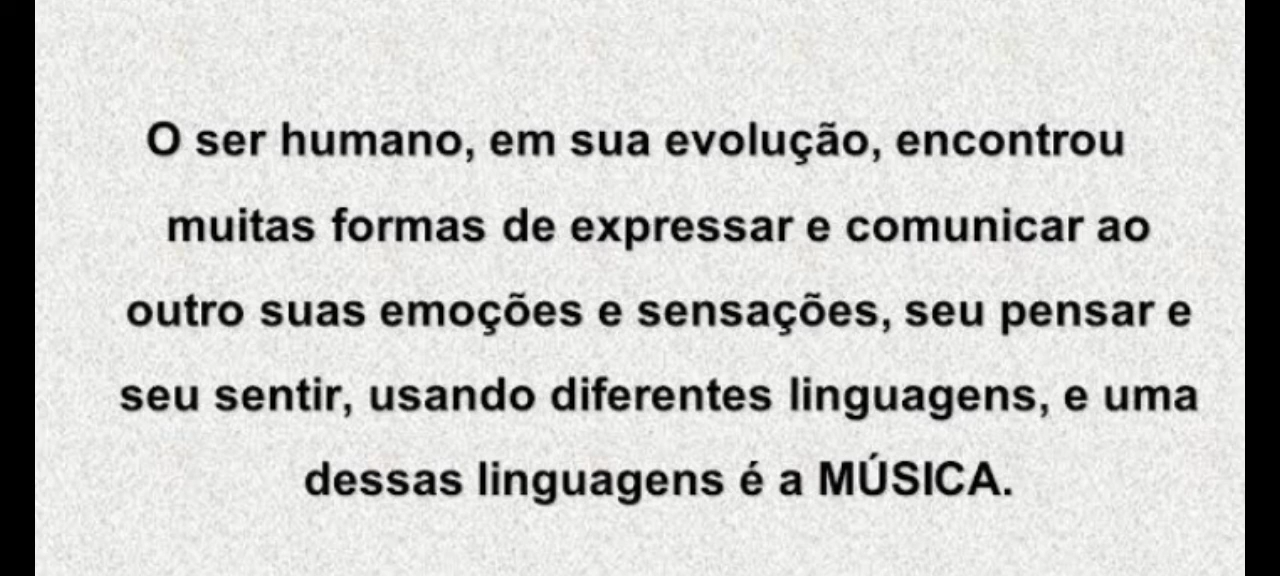 O ser humano, em sua evolução, encontrou
muitas formas de expressar e comunicar ao
outro suas emoções e sensações, seu pensar e
seu sentir, usando diferentes linguagens, e uma
dessas linguagens é a MÚSICA.